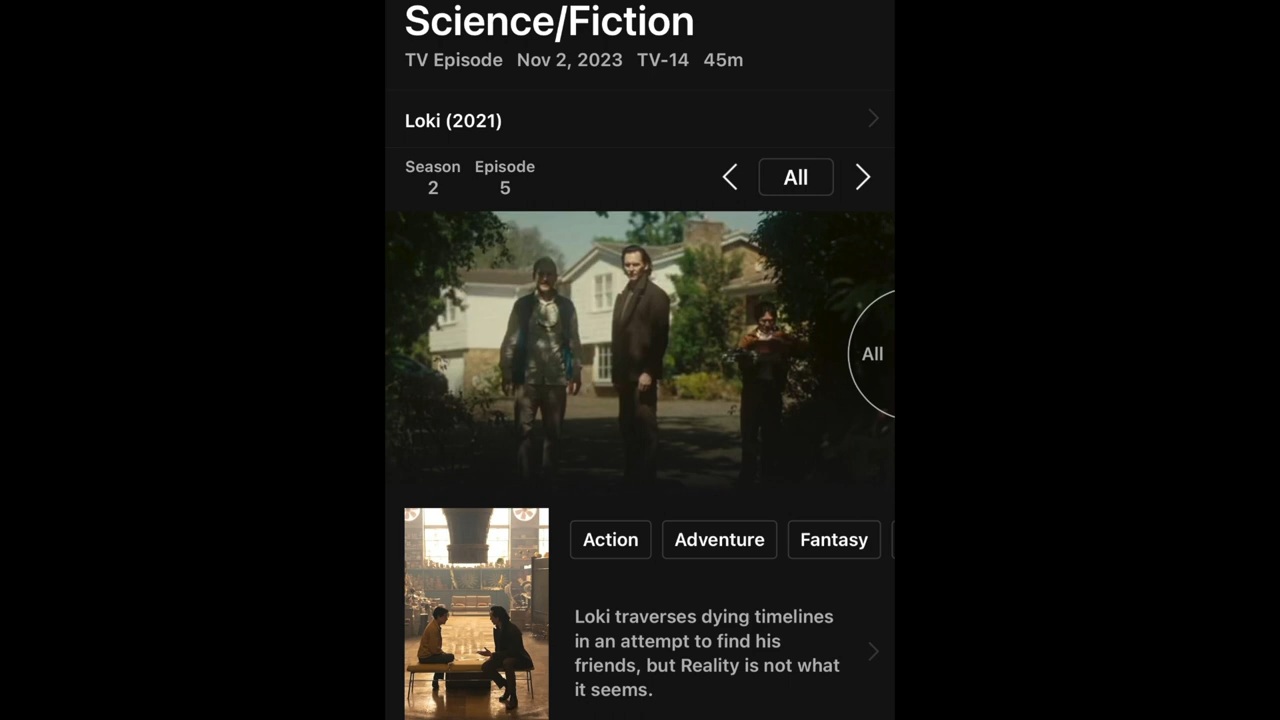 Science/Fiction
TV Episode Nov 2, 2023 TV-14 45m
Loki (2021)
Season Episode
2 5
All
All
Action Adventure Fantasy
Loki traverses dying timelines
in an attempt to find his
friends, but Reality is not what
it seems.